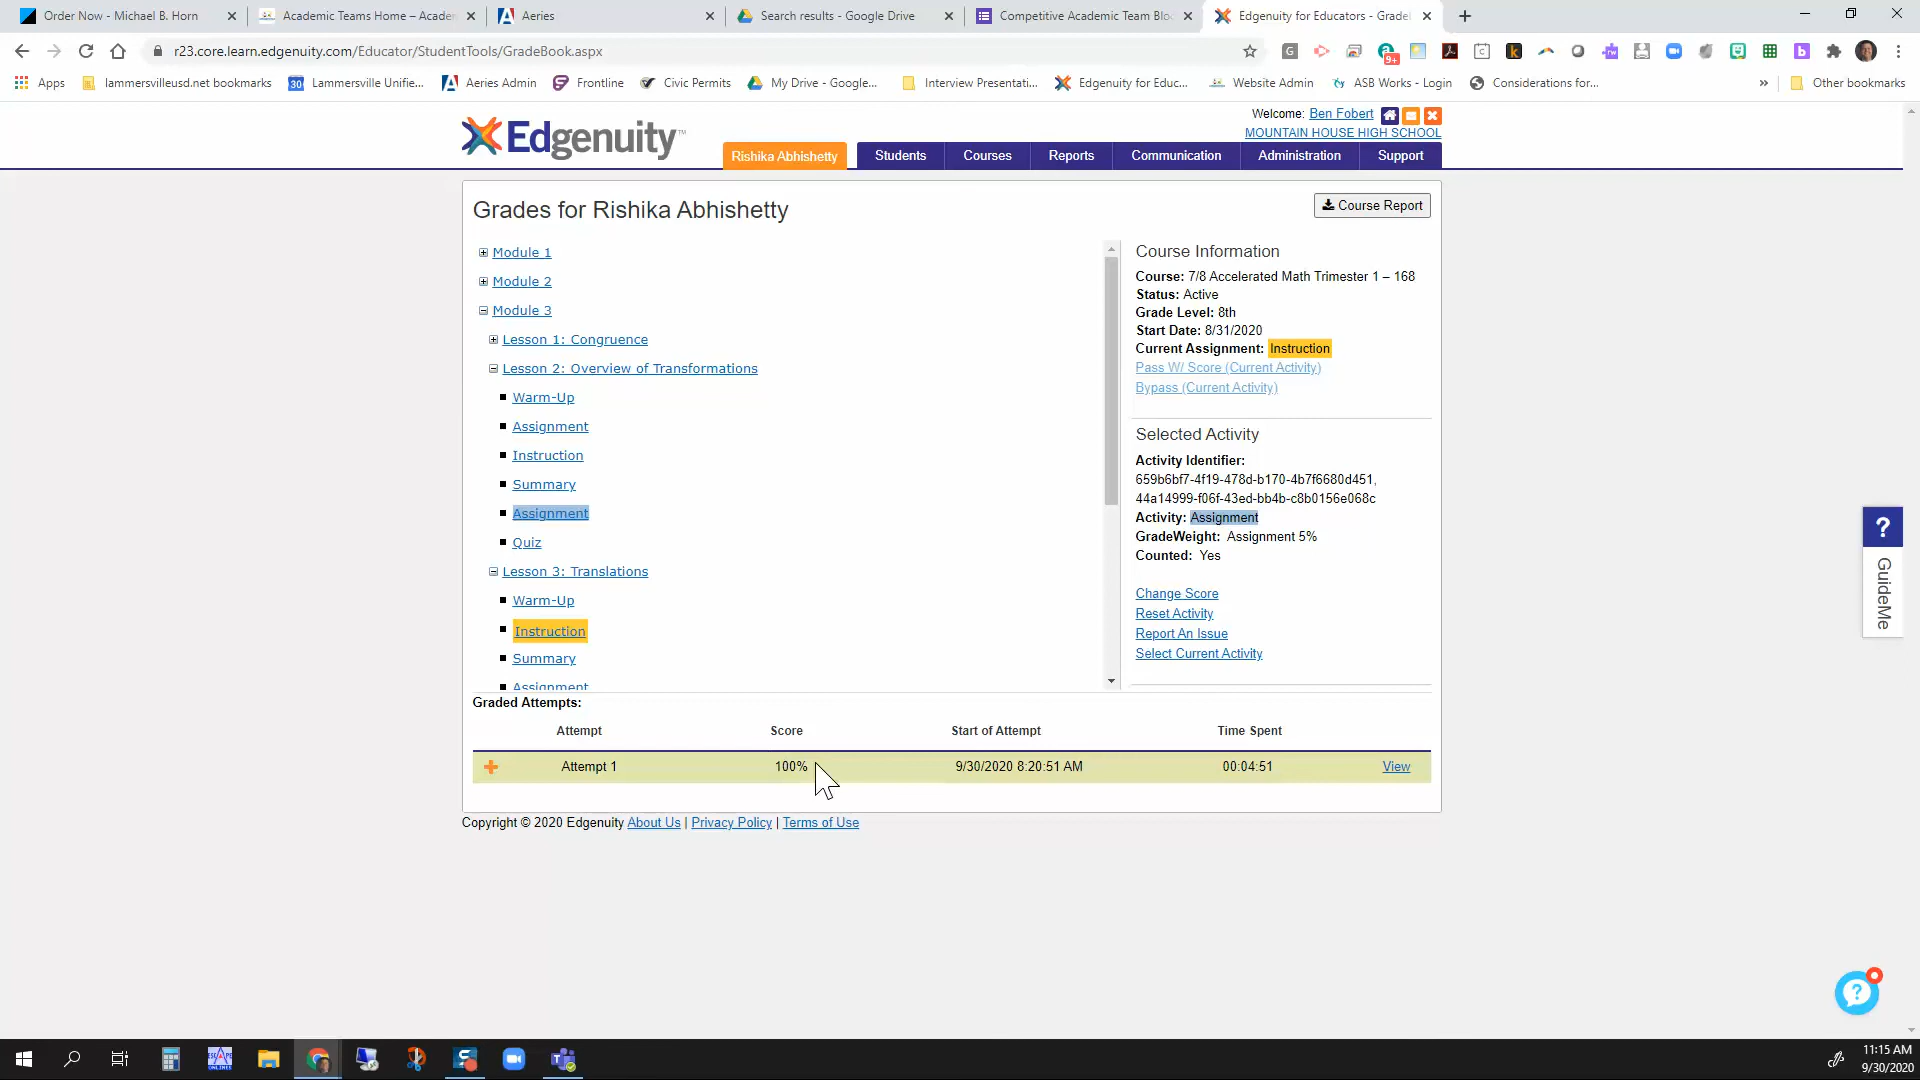 Order Now - Michael B. Horn
Academic Teams Home – Acade
Aeries
Search results - Google Drive
Competitive Academic Team Blo
Edgenuity for Educators - Grade
r23.core.learn.edgenuity.com/Educator/StudentTools/GradeBook.aspx
9+
Apps
lammersvilleusd.net bookmarks
Lammersville Unifie...
Aeries Admin
Frontline
Civic Permits
My Drive - Google...
Interview Presentati...
Edgenuity for Educ...
Website Admin
ASB Works - Login
Considerations for...
Other bookmarks
Welcome: Ben Fobert
MOUNTAIN HOUSE HIGH SCHOOL
Edgenuity™
Rishika Abhishetty
Students
Courses
Reports
Communication
Administration
Support
Grades for Rishika Abhishetty
Course Report
Module 1
Module 2
Module 3
Lesson 1: Congruence
Lesson 2: Overview of Transformations
Warm-Up
Assignment
Instruction
Summary
Assignment
Quiz
Lesson 3: Translations
Warm-Up
Instruction
Summary
Assignment
Course Information
Course: 7/8 Accelerated Math Trimester 1 – 168
Status: Active
Grade Level: 8th
Start Date: 8/31/2020
Current Assignment: Instruction
Pass W/ Score (Current Activity)
Bypass (Current Activity)
Selected Activity
Activity Identifier:
659b6bf7-4f19-478d-b170-4b7f6680d451,
44a14999-f06f-43ed-bb4b-c8b0156e068c
Activity: Assignment
GradeWeight: Assignment 5%
Counted: Yes
Change Score
Reset Activity
Report An Issue
Select Current Activity
? GuideMe
Graded Attempts:
Attempt Score Start of Attempt Time Spent
Attempt 1 100% 9/30/2020 8:20:51 AM 00:04:51 View
Copyright © 2020 Edgenuity About Us | Privacy Policy | Terms of Use
11:15 AM
9/30/2020